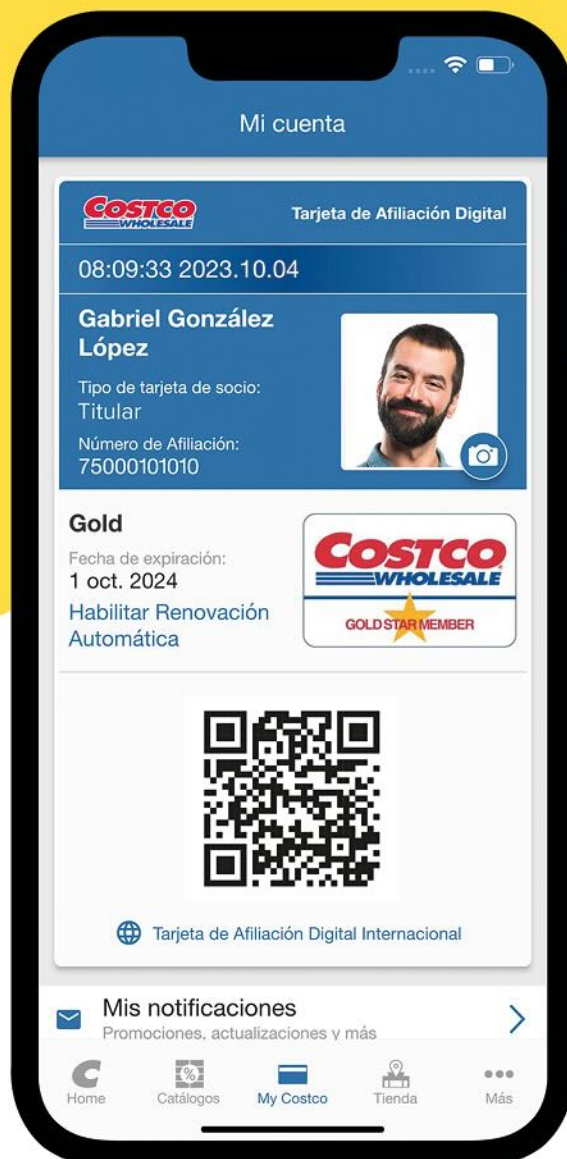 Mi cuenta
COSTCO
WHOLESALE
Tarjeta de Afiliación Digital
08:09:33 2023.10.04
Gabriel González
López
Tipo de tarjeta de socio:
Titular
Número de Afiliación:
75000101010
Gold
Fecha de expiración:
1 oct. 2024
Habilitar Renovación
Automática
COSTCO
WHOLESALE
GOLD STAR MEMBER
Tarjeta de Afiliación Digital Internacional
Mis notificaciones
Promociones, actualizaciones y más
Home
Catálogos
My Costco
Tienda
Más